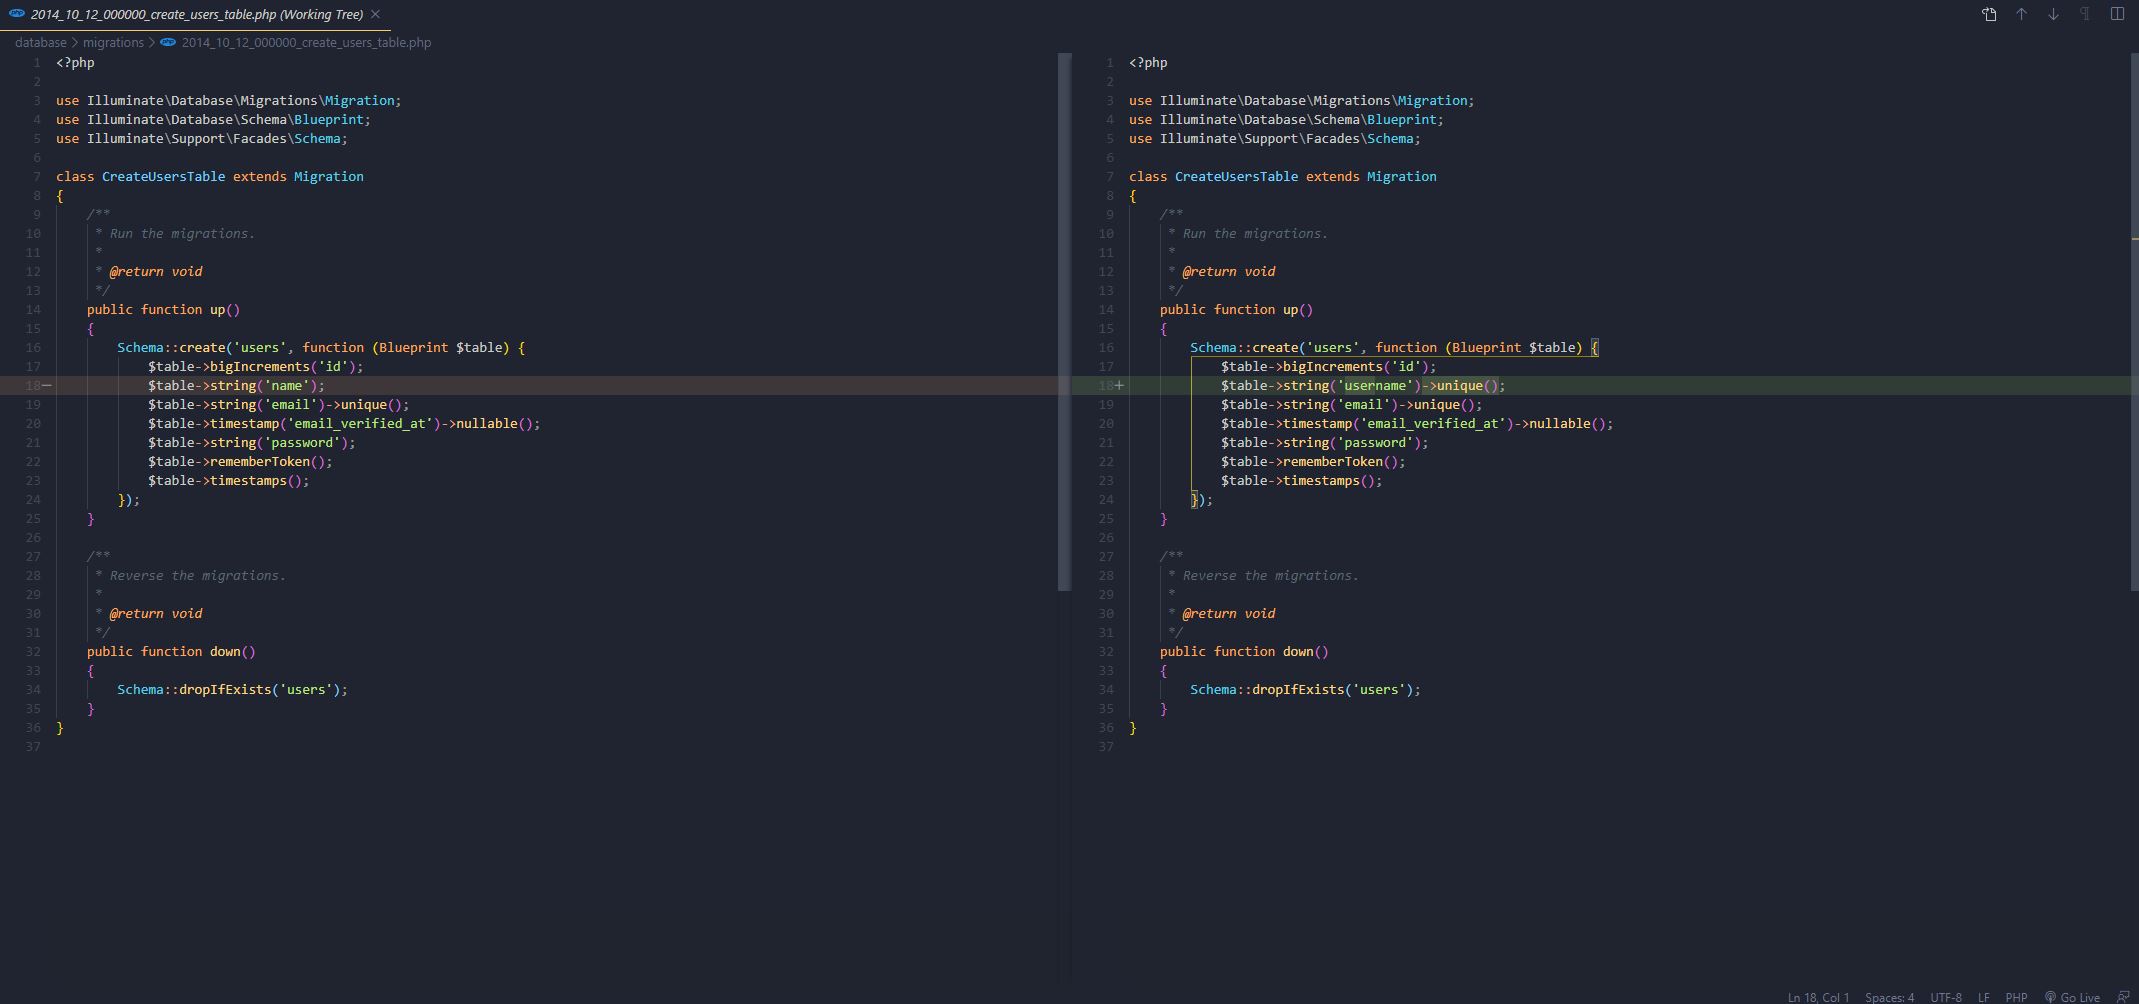 2014_10_12_000000_create_users_table.php (Working Tree)
database > migrations > 2014_10_12_000000_create_users_table.php
1 <?php
2
3 use Illuminate\Database\Migrations\Migration;
4 use Illuminate\Database\Schema\Blueprint;
5 use Illuminate\Support\Facades\Schema;
6
7 class CreateUsersTable extends Migration
8 {
9     /**
10      * Run the migrations.
11      *
12      * @return void
13      */
14     public function up()
15     {
16         Schema::create('users', function (Blueprint $table) {
17             $table->bigIncrements('id');
18−             $table->string('name');
19             $table->string('email')->unique();
20             $table->timestamp('email_verified_at')->nullable();
21             $table->string('password');
22             $table->rememberToken();
23             $table->timestamps();
24         });
25     }
26
27     /**
28      * Reverse the migrations.
29      *
30      * @return void
31      */
32     public function down()
33     {
34         Schema::dropIfExists('users');
35     }
36 }
37
1 <?php
2
3 use Illuminate\Database\Migrations\Migration;
4 use Illuminate\Database\Schema\Blueprint;
5 use Illuminate\Support\Facades\Schema;
6
7 class CreateUsersTable extends Migration
8 {
9     /**
10      * Run the migrations.
11      *
12      * @return void
13      */
14     public function up()
15     {
16         Schema::create('users', function (Blueprint $table) {
17             $table->bigIncrements('id');
18+             $table->string('username')->unique();
19             $table->string('email')->unique();
20             $table->timestamp('email_verified_at')->nullable();
21             $table->string('password');
22             $table->rememberToken();
23             $table->timestamps();
24         });
25     }
26
27     /**
28      * Reverse the migrations.
29      *
30      * @return void
31      */
32     public function down()
33     {
34         Schema::dropIfExists('users');
35     }
36 }
37
Ln 18, Col 1 Spaces: 4 UTF-8 LF PHP Go Live